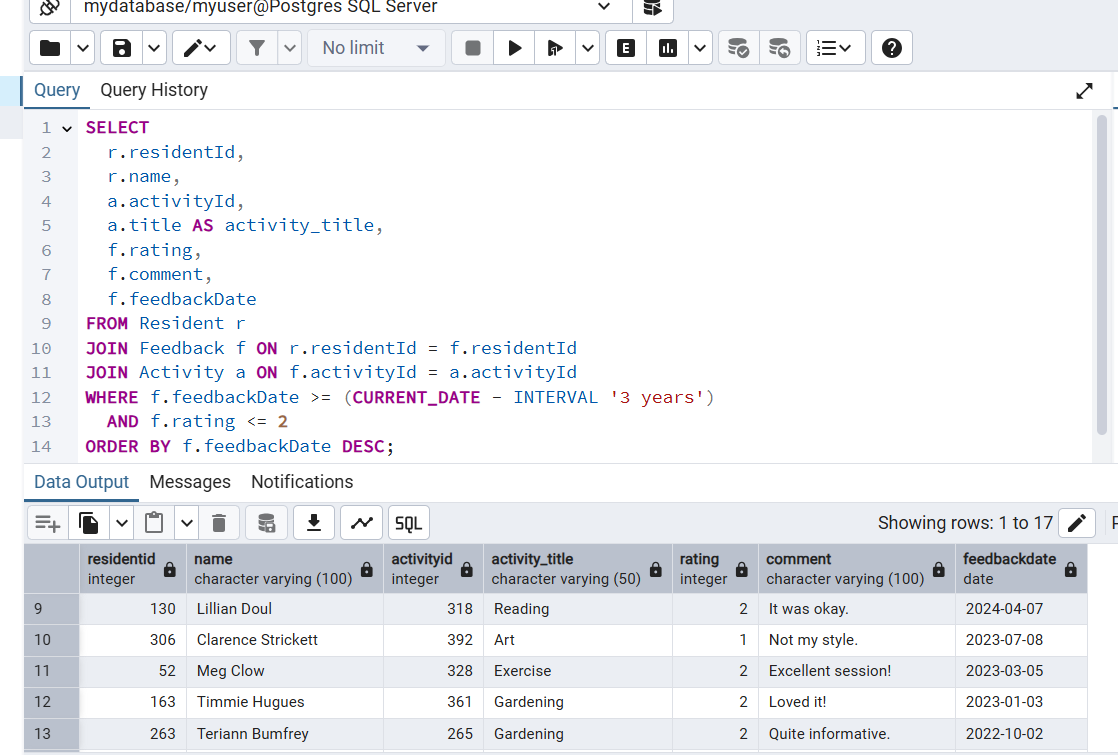 mydatabase/myuser@Postgres SQL Server
No limit
E
Query Query History
1 SELECT
2 r.residentId,
3 r.name,
4 a.activityId,
5 a.title AS activity_title,
6 f.rating,
7 f.comment,
8 f.feedbackDate
9 FROM Resident r
10 JOIN Feedback f ON r.residentId = f.residentId
11 JOIN Activity a ON f.activityId = a.activityId
12 WHERE f.feedbackDate >= (CURRENT_DATE - INTERVAL '3 years')
13 AND f.rating <= 2
14 ORDER BY f.feedbackDate DESC;
Data Output Messages Notifications
SQL Showing rows: 1 to 17
residentid name activityid activity_title rating comment feedbackdate
integer character varying (100) integer character varying (50) integer character varying (100) date
9 130 Lillian Doul 318 Reading 2 It was okay. 2024-04-07
10 306 Clarence Strickett 392 Art 1 Not my style. 2023-07-08
11 52 Meg Clow 328 Exercise 2 Excellent session! 2023-03-05
12 163 Timmie Hugues 361 Gardening 2 Loved it! 2023-01-03
13 263 Teriann Bumfrey 265 Gardening 2 Quite informative. 2022-10-02